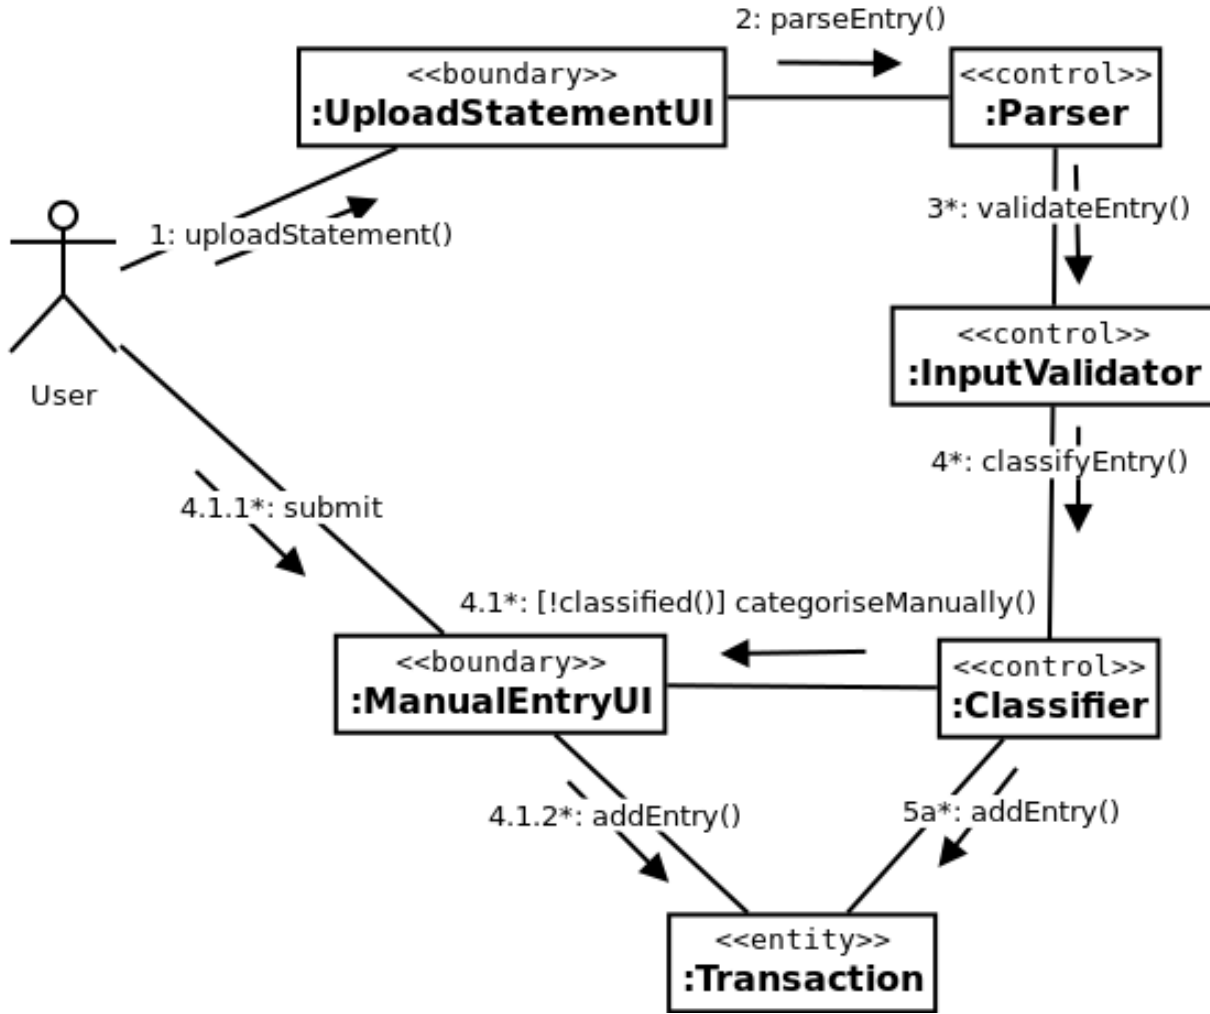 2: parseEntry()
<<boundary>>
:UploadStatementUI
<<control>>
:Parser
1: uploadStatement()
3*: validateEntry()
<<control>>
:InputValidator
User
4*: classifyEntry()
4.1.1*: submit
4.1*: [!classified()] categoriseManually()
<<boundary>>
:ManualEntryUI
<<control>>
:Classifier
4.1.2*: addEntry()
5a*: addEntry()
<<entity>>
:Transaction